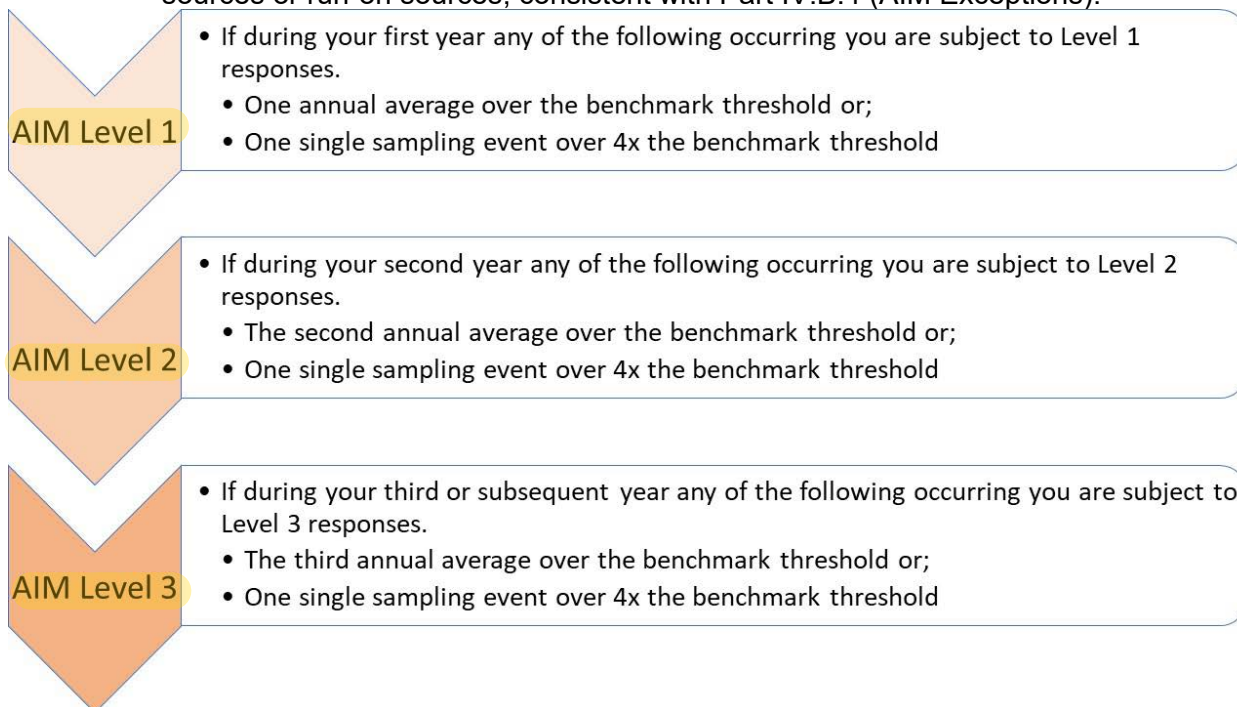 sources or run-on sources, consistent with Part IV.B.4 (AIM Exceptions).
AIM Level 1
• If during your first year any of the following occurring you are subject to Level 1
responses.
• One annual average over the benchmark threshold or;
• One single sampling event over 4x the benchmark threshold
AIM Level 2
• If during your second year any of the following occurring you are subject to Level 2
responses.
• The second annual average over the benchmark threshold or;
• One single sampling event over 4x the benchmark threshold
AIM Level 3
• If during your third or subsequent year any of the following occurring you are subject to
Level 3 responses.
• The third annual average over the benchmark threshold or;
• One single sampling event over 4x the benchmark threshold